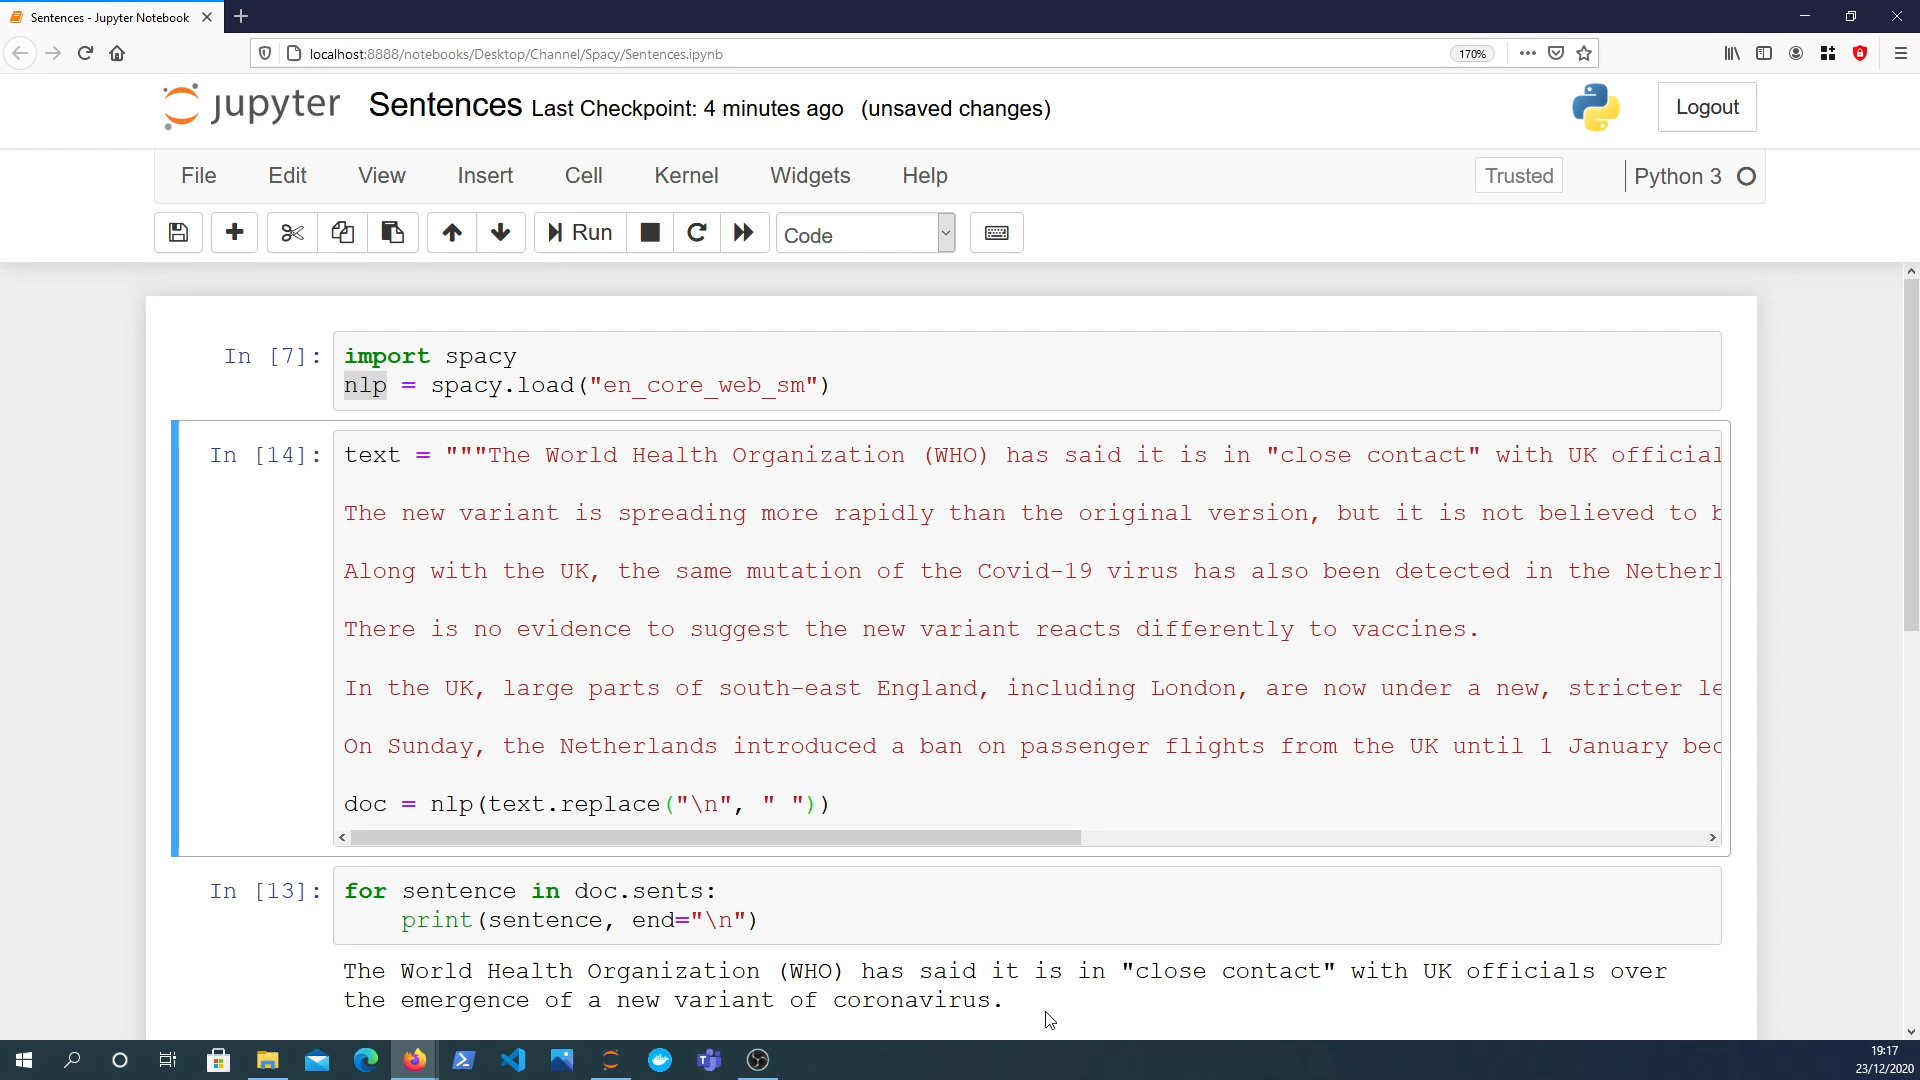 Sentences - Jupyter Notebook
localhost:8888/notebooks/Desktop/Channel/Spacy/Sentences.ipynb
170%
jupyter Sentences Last Checkpoint: 4 minutes ago (unsaved changes)
Logout
File Edit View Insert Cell Kernel Widgets Help
Trusted
Python 3
Run
Code
In [7]:
import spacy
nlp = spacy.load("en_core_web_sm")
In [14]:
text = """The World Health Organization (WHO) has said it is in "close contact" with UK official
The new variant is spreading more rapidly than the original version, but it is not believed to b
Along with the UK, the same mutation of the Covid-19 virus has also been detected in the Netherl
There is no evidence to suggest the new variant reacts differently to vaccines.
In the UK, large parts of south-east England, including London, are now under a new, stricter le
On Sunday, the Netherlands introduced a ban on passenger flights from the UK until 1 January bec
doc = nlp(text.replace("\n", " "))
In [13]:
for sentence in doc.sents:
    print(sentence, end="\n")
The World Health Organization (WHO) has said it is in "close contact" with UK officials over
the emergence of a new variant of coronavirus.
19:17
23/12/2020